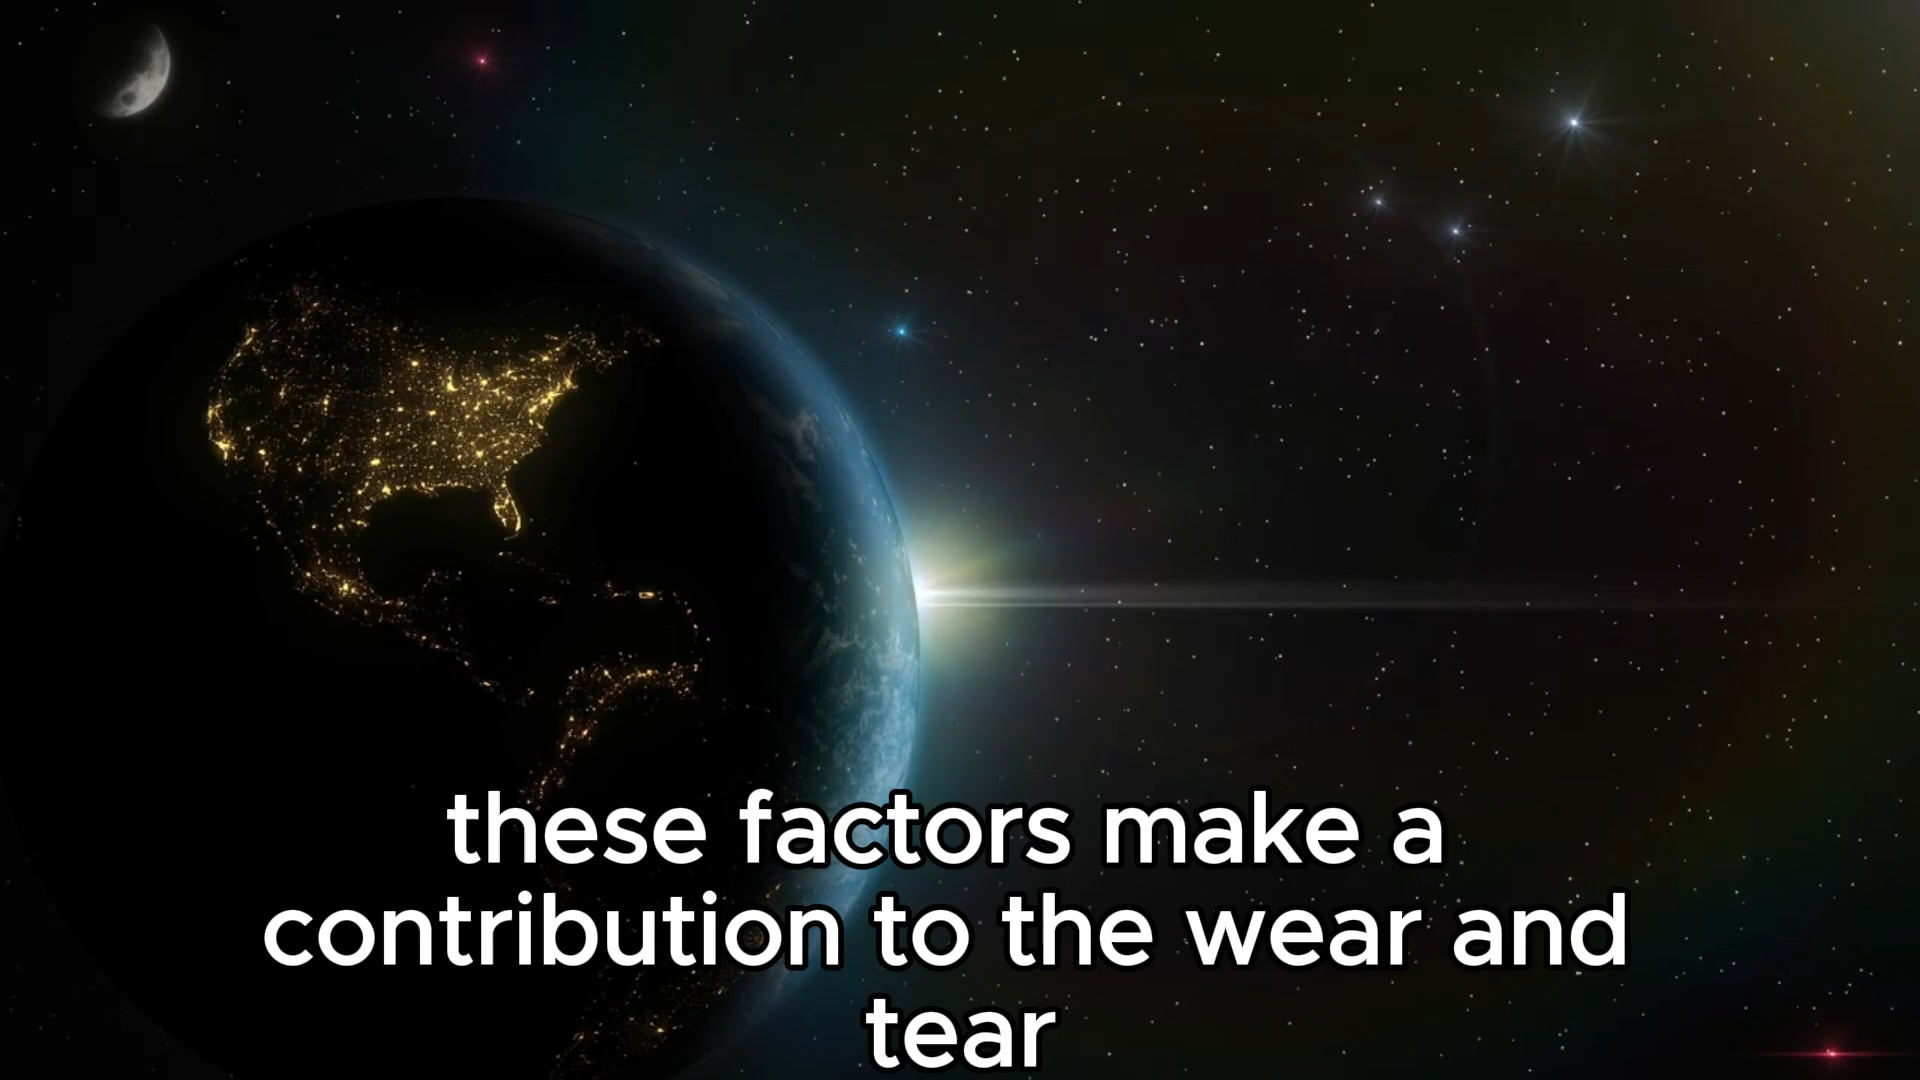 these factors make a
contribution to the wear and
tear